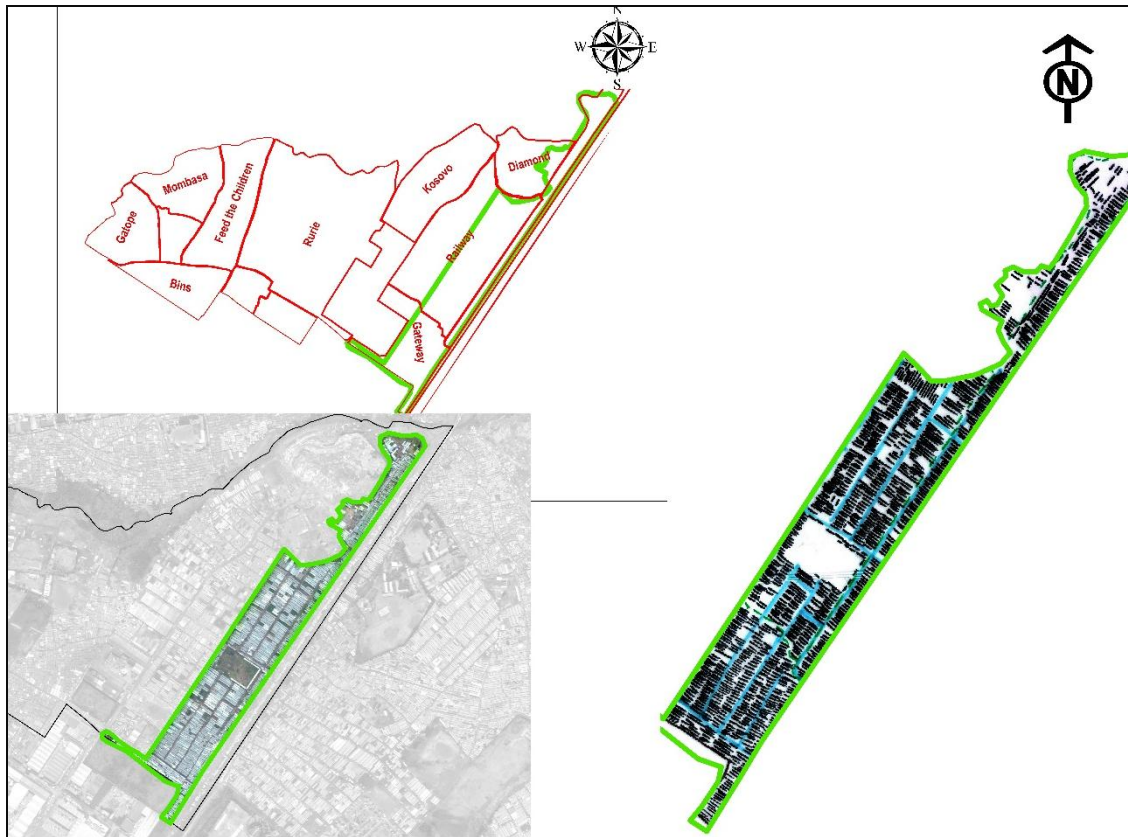 N
W E
S
N
Mombasa
Feed the Children
Gatope
Bins
Rurie
Kosovo
Diamond
Railway
Gateway